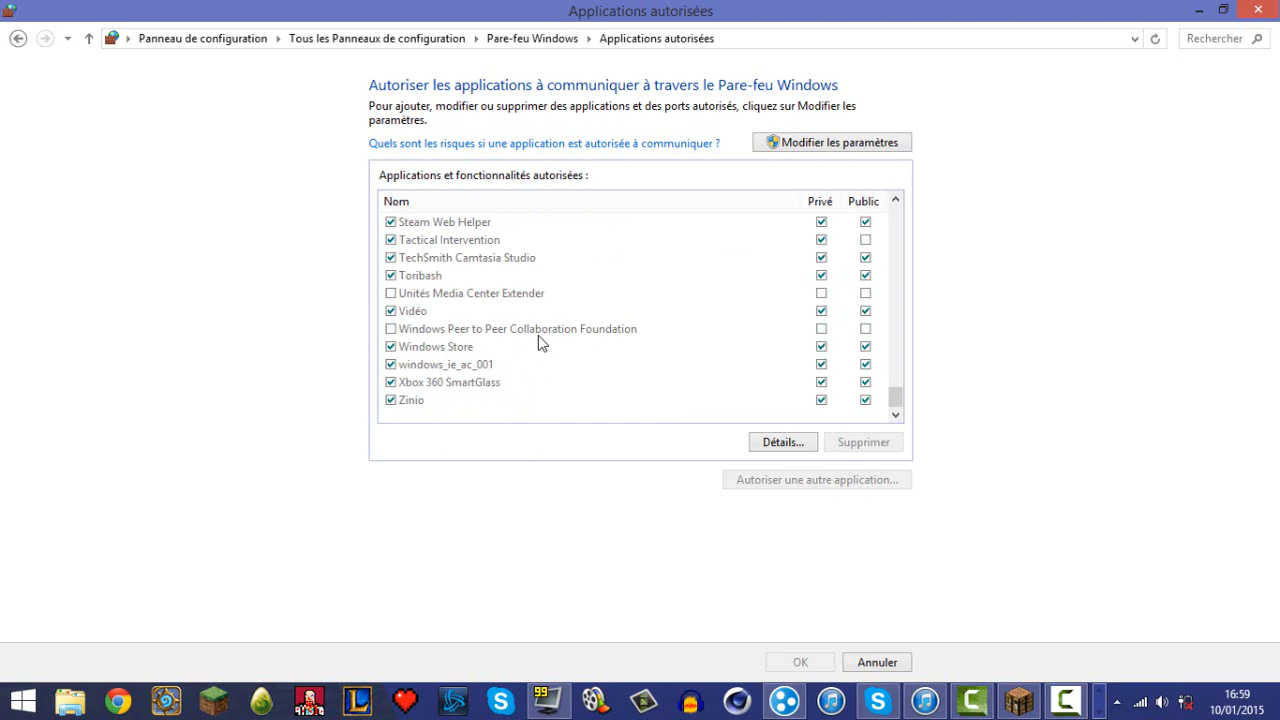 Applications autorisées
Panneau de configuration Tous les Panneaux de configuration Pare-feu Windows Applications autorisées Rechercher
Autoriser les applications à communiquer à travers le Pare-feu Windows
Pour ajouter, modifier ou supprimer des applications et des ports autorisés, cliquez sur Modifier les
paramètres.
Quels sont les risques si une application est autorisée à communiquer ? Modifier les paramètres
Applications et fonctionnalités autorisées :
Nom Privé Public
Steam Web Helper
Tactical Intervention
TechSmith Camtasia Studio
Toribash
Unités Media Center Extender
Vidéo
Windows Peer to Peer Collaboration Foundation
Windows Store
windows_ie_ac_001
Xbox 360 SmartGlass
Zinio
Détails... Supprimer
Autoriser une autre application...
OK Annuler
99
16:59
10/01/2015